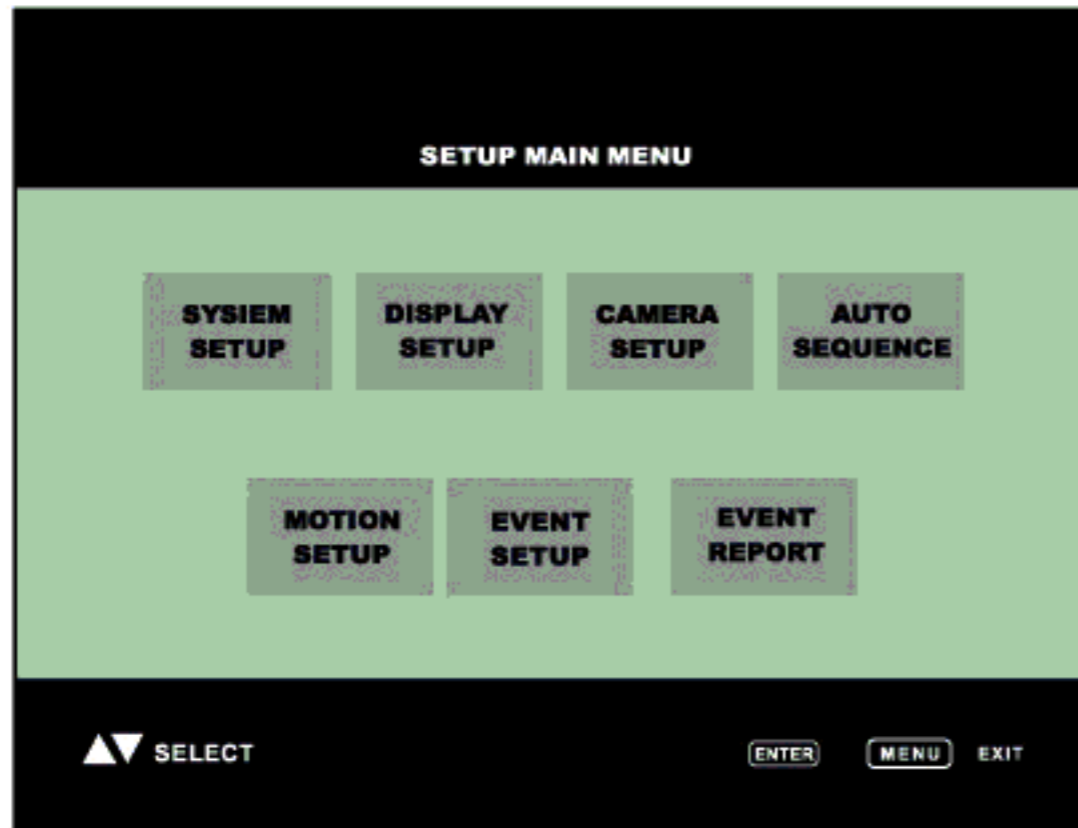 SETUP MAIN MENU
SYSIEM
SETUP
DISPLAY
SETUP
CAMERA
SETUP
AUTO
SEQUENCE
MOTION
SETUP
EVENT
SETUP
EVENT
REPORT
SELECT
ENTER
MENU
EXIT